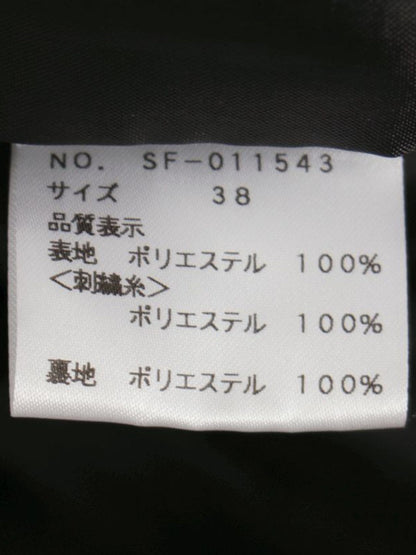 NO. SF-011543
サイズ 38
品質表示
表地 ポリエステル 100%
<刺繍糸>
ポリエステル 100%
裏地 ポリエステル 100%